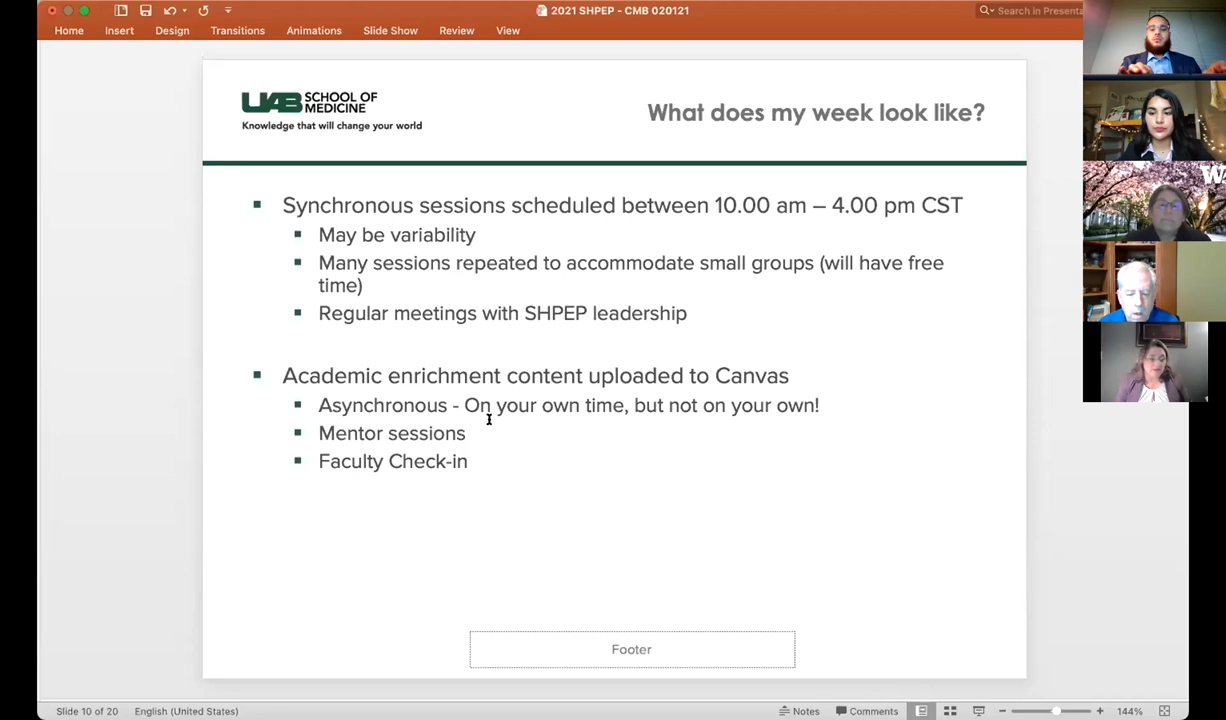 2021 SHPEP - CMB 020121
Search in Presenta
Home Insert Design Transitions Animations Slide Show Review View
UAB SCHOOL OF
MEDICINE
Knowledge that will change your world
What does my week look like?
Synchronous sessions scheduled between 10.00 am – 4.00 pm CST
May be variability
Many sessions repeated to accommodate small groups (will have free
time)
Regular meetings with SHPEP leadership
Academic enrichment content uploaded to Canvas
Asynchronous - On your own time, but not on your own!
Mentor sessions
Faculty Check-in
Footer
W
Slide 10 of 20 English (United States) Notes Comments 144%